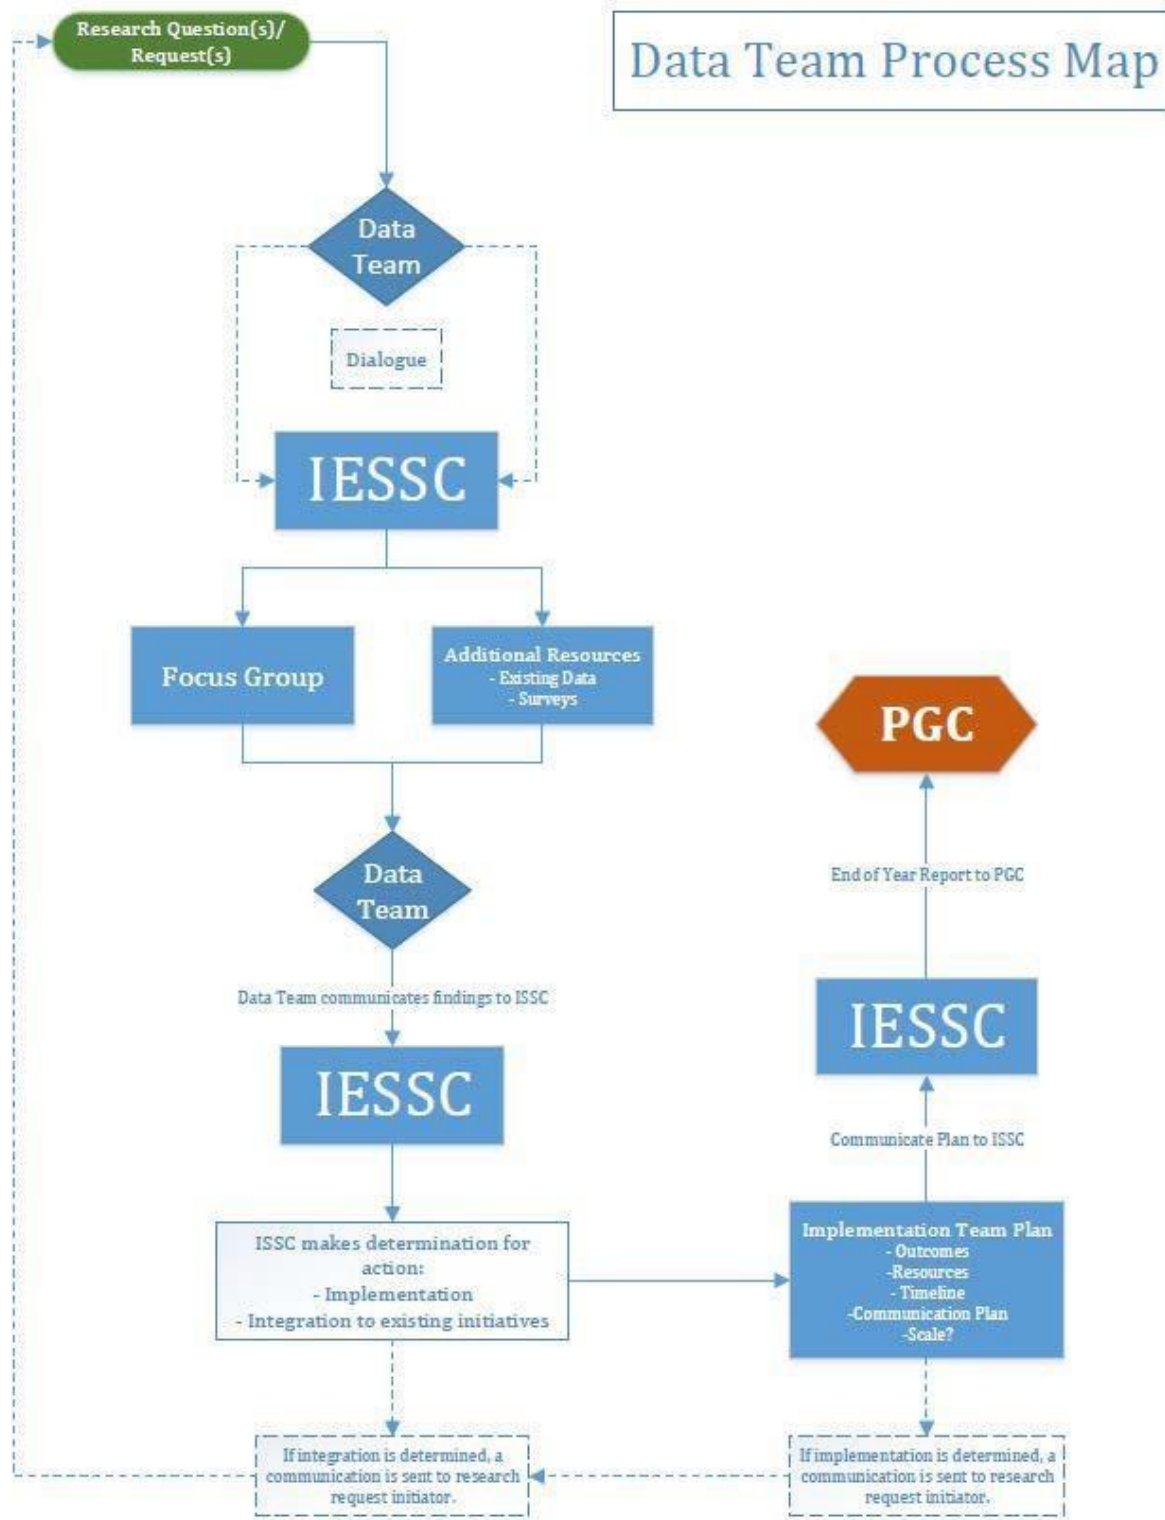 Research Question(s)/
Request(s)
Data Team Process Map
Data
Team
Dialogue
IESSC
Focus Group
Additional Resources
- Existing Data
- Surveys
PGC
Data
Team
End of Year Report to PGC
Data Team communicates findings to ISSC
IESSC
IESSC
Communicate Plan to ISSC
ISSC makes determination for
action:
- Implementation
- Integration to existing initiatives
Implementation Team Plan
- Outcomes
-Resources
- Timeline
-Communication Plan
-Scale?
If integration is determined, a
communication is sent to research
request initiator.
If implementation is determined, a
communication is sent to research
request initiator.